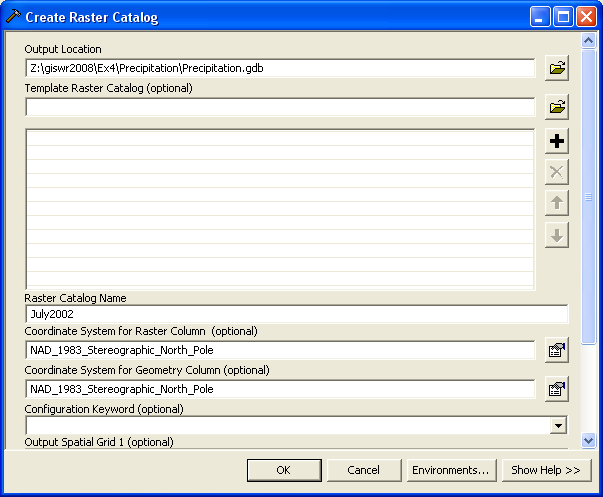 Create Raster Catalog
Output Location
Z:\giswr2008\Ex4\Precipitation\Precipitation.gdb
Template Raster Catalog (optional)
Raster Catalog Name
July2002
Coordinate System for Raster Column (optional)
NAD_1983_Stereographic_North_Pole
Coordinate System for Geometry Column (optional)
NAD_1983_Stereographic_North_Pole
Configuration Keyword (optional)
Output Spatial Grid 1 (optional)
OK Cancel Environments... Show Help >>